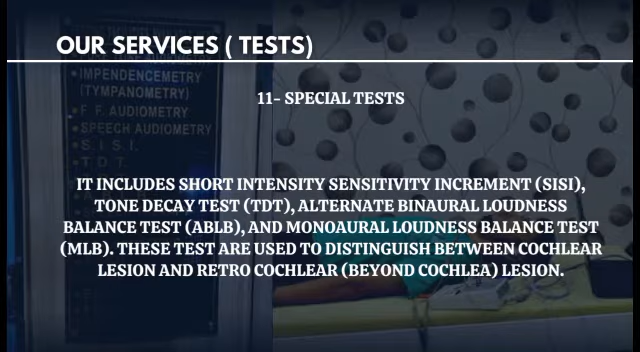 OUR SERVICES ( TESTS)
IMPENDENCEMETRY
(TYMPANOMETRY)
F F. AUDIOMETRY
SPEECH AUDIOMETRY
S. I. S. I.
T. D. T.
11- SPECIAL TESTS
IT INCLUDES SHORT INTENSITY SENSITIVITY INCREMENT (SISI),
TONE DECAY TEST (TDT), ALTERNATE BINAURAL LOUDNESS
BALANCE TEST (ABLB), AND MONOAURAL LOUDNESS BALANCE TEST
(MLB). THESE TEST ARE USED TO DISTINGUISH BETWEEN COCHLEAR
LESION AND RETRO COCHLEAR (BEYOND COCHLEA) LESION.